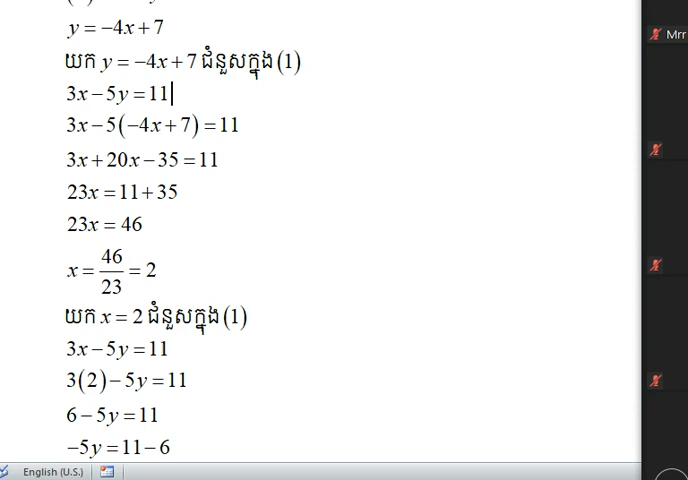 y = −4x + 7
យក y = −4x + 7 ជំនួសក្នុង (1)
3x − 5y = 11
3x − 5(−4x + 7) = 11
3x + 20x − 35 = 11
23x = 11 + 35
23x = 46
x = 46/23 = 2
យក x = 2 ជំនួសក្នុង (1)
3x − 5y = 11
3(2) − 5y = 11
6 − 5y = 11
−5y = 11 − 6
English (U.S.)
Mrr